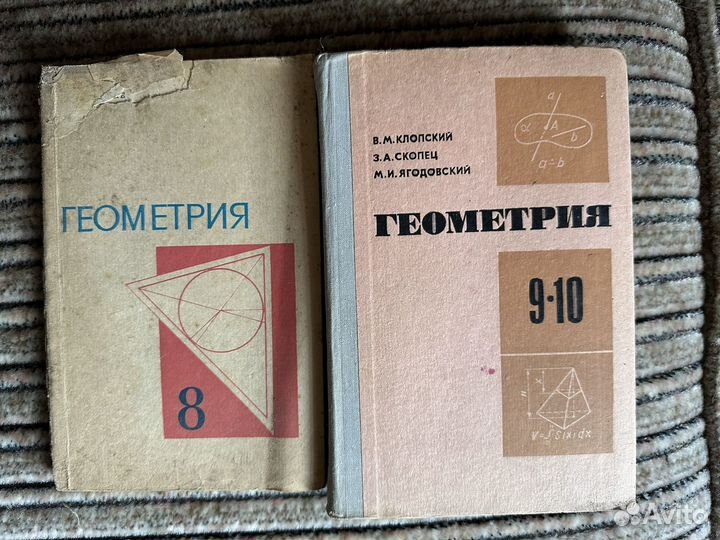 ГЕОМЕТРИЯ
8
В.М.КЛОПСКИЙ
З.А.СКОПЕЦ
М.И.ЯГОДОВСКИЙ
ГЕОМЕТРИЯ
9·10
a
α
A
b
H
x
Avito